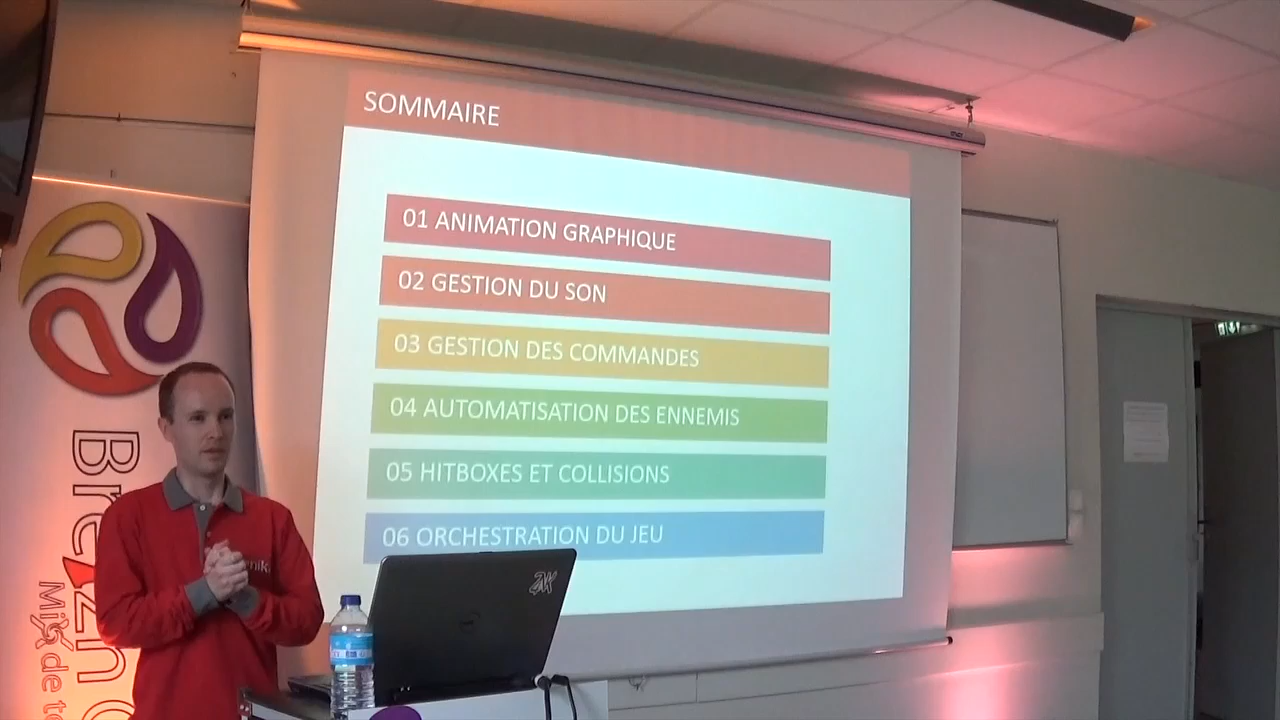 SOMMAIRE
01 ANIMATION GRAPHIQUE
02 GESTION DU SON
03 GESTION DES COMMANDES
04 AUTOMATISATION DES ENNEMIS
05 HITBOXES ET COLLISIONS
06 ORCHESTRATION DU JEU